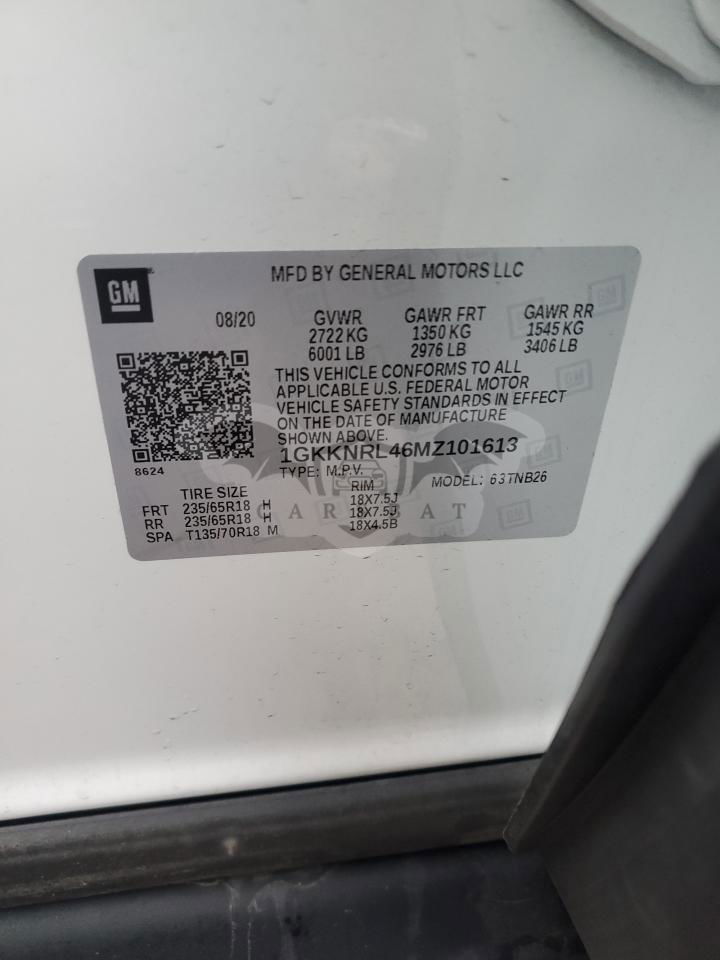 GM
MFD BY GENERAL MOTORS LLC
08/20 GVWR GAWR FRT GAWR RR
2722 KG 1350 KG 1545 KG
6001 LB 2976 LB 3406 LB
THIS VEHICLE CONFORMS TO ALL
APPLICABLE U.S. FEDERAL MOTOR
VEHICLE SAFETY STANDARDS IN EFFECT
ON THE DATE OF MANUFACTURE
SHOWN ABOVE.
1GKKNRL46MZ101613
8624
TYPE: M.P.V. MODEL: 63TNB26
TIRE SIZE RIM
FRT 235/65R18 H 18X7.5J
RR 235/65R18 H 18X7.5J
SPA T135/70R18 M 18X4.5B
CAR BAT